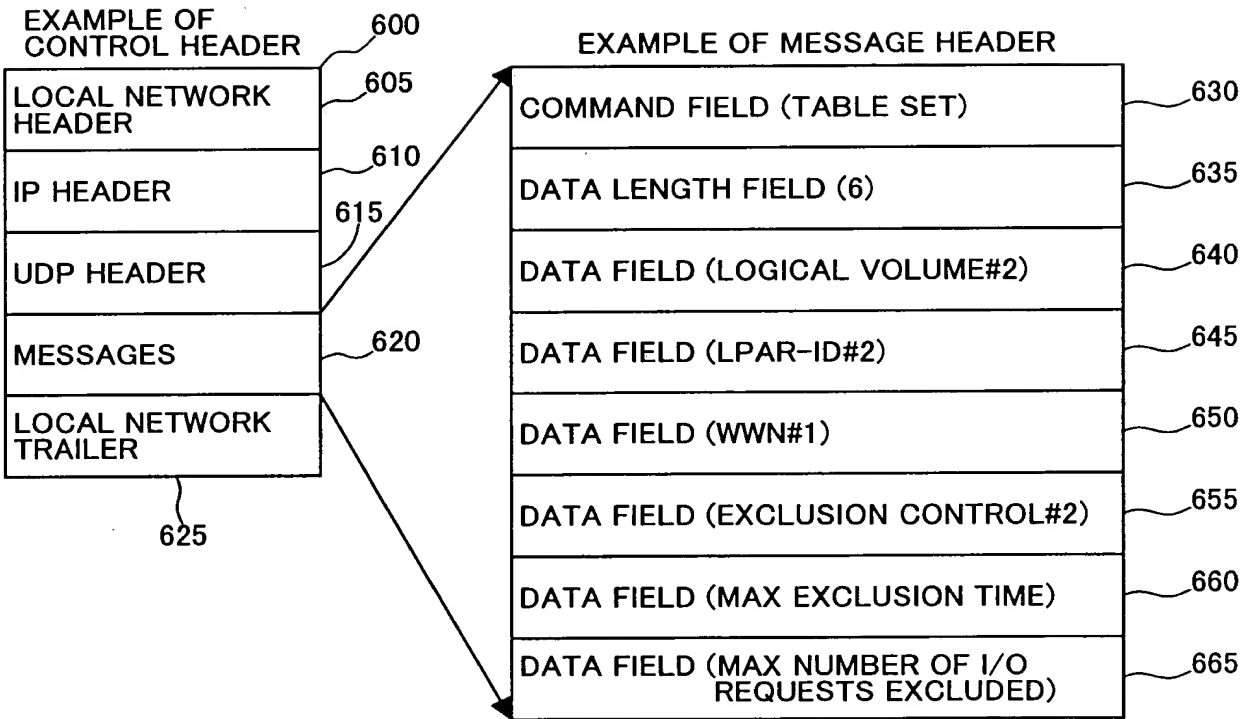 EXAMPLE OF
CONTROL HEADER
600
LOCAL NETWORK
HEADER
605
IP HEADER
610
UDP HEADER
615
MESSAGES
620
LOCAL NETWORK
TRAILER
625
EXAMPLE OF MESSAGE HEADER
COMMAND FIELD (TABLE SET)
630
DATA LENGTH FIELD (6)
635
DATA FIELD (LOGICAL VOLUME#2)
640
DATA FIELD (LPAR-ID#2)
645
DATA FIELD (WWN#1)
650
DATA FIELD (EXCLUSION CONTROL#2)
655
DATA FIELD (MAX EXCLUSION TIME)
660
DATA FIELD (MAX NUMBER OF I/O
REQUESTS EXCLUDED)
665